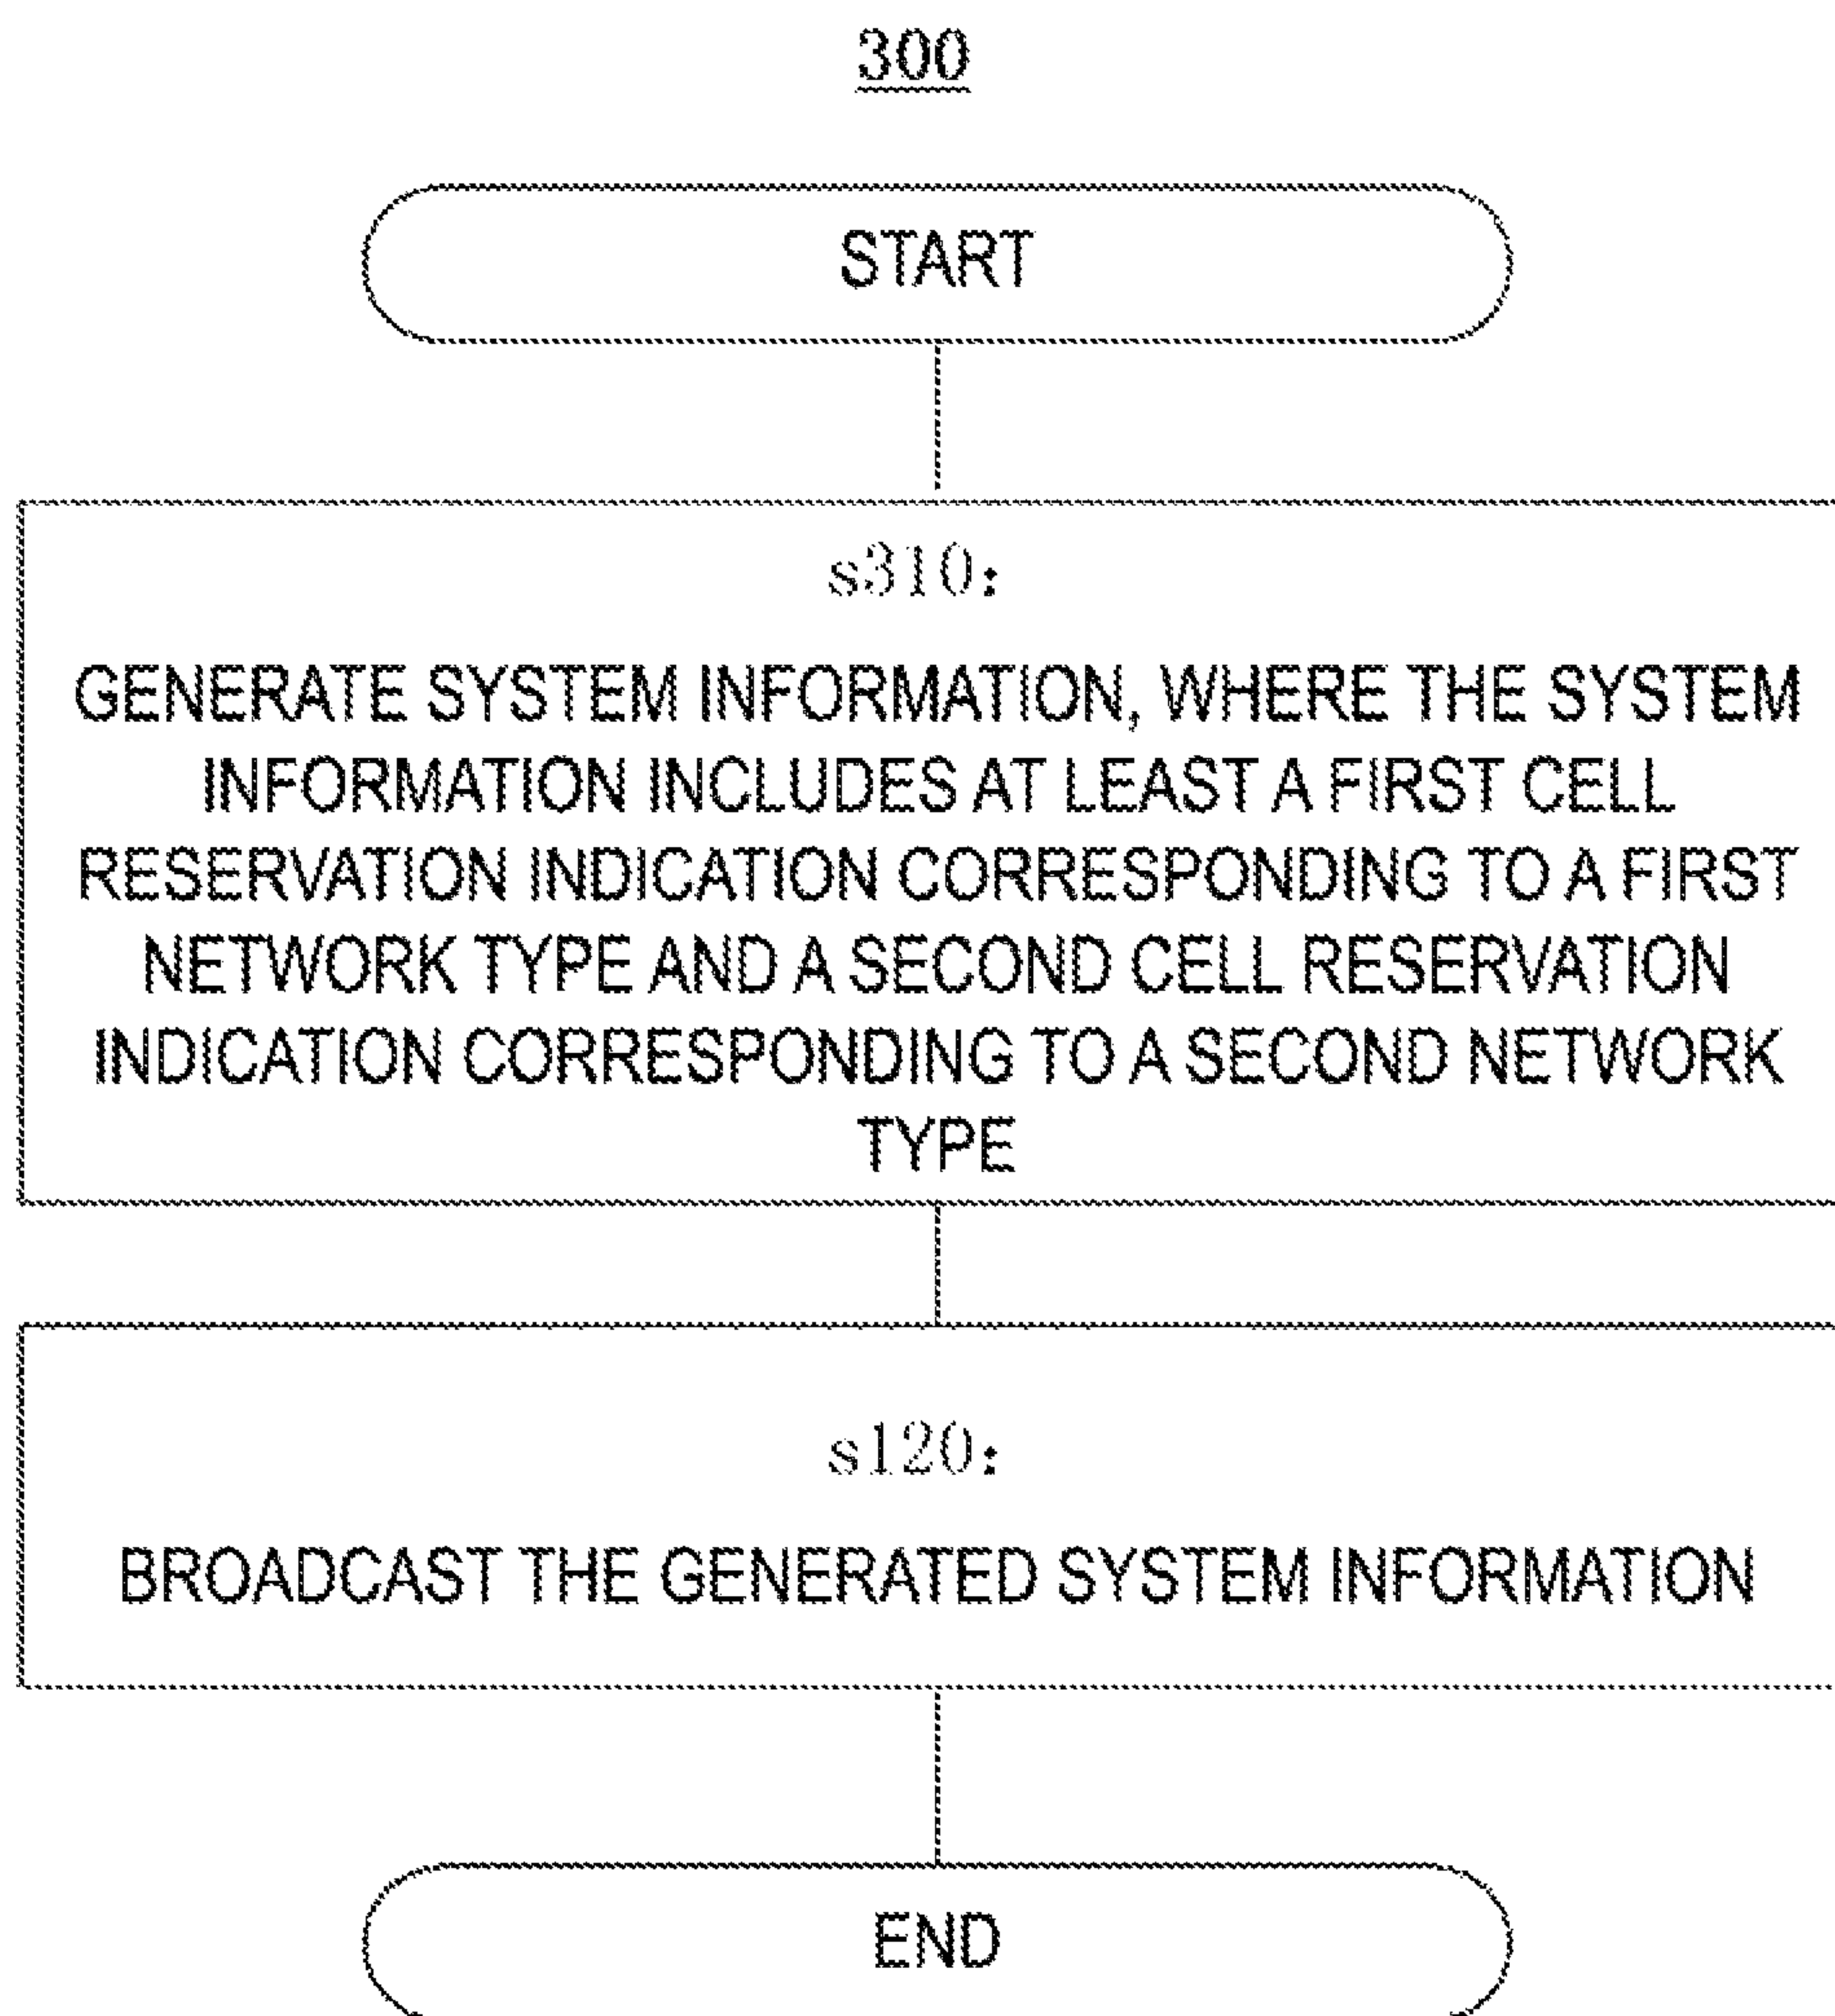 300
START
s310:
GENERATE SYSTEM INFORMATION, WHERE THE SYSTEM
INFORMATION INCLUDES AT LEAST A FIRST CELL
RESERVATION INDICATION CORRESPONDING TO A FIRST
NETWORK TYPE AND A SECOND CELL RESERVATION
INDICATION CORRESPONDING TO A SECOND NETWORK
TYPE
s120:
BROADCAST THE GENERATED SYSTEM INFORMATION
END